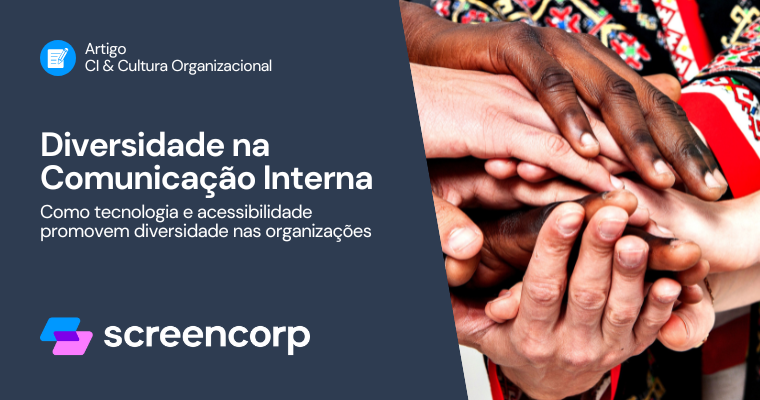 Artigo
CI & Cultura Organizacional
Diversidade na
Comunicação Interna
Como tecnologia e acessibilidade
promovem diversidade nas organizações
screencorp